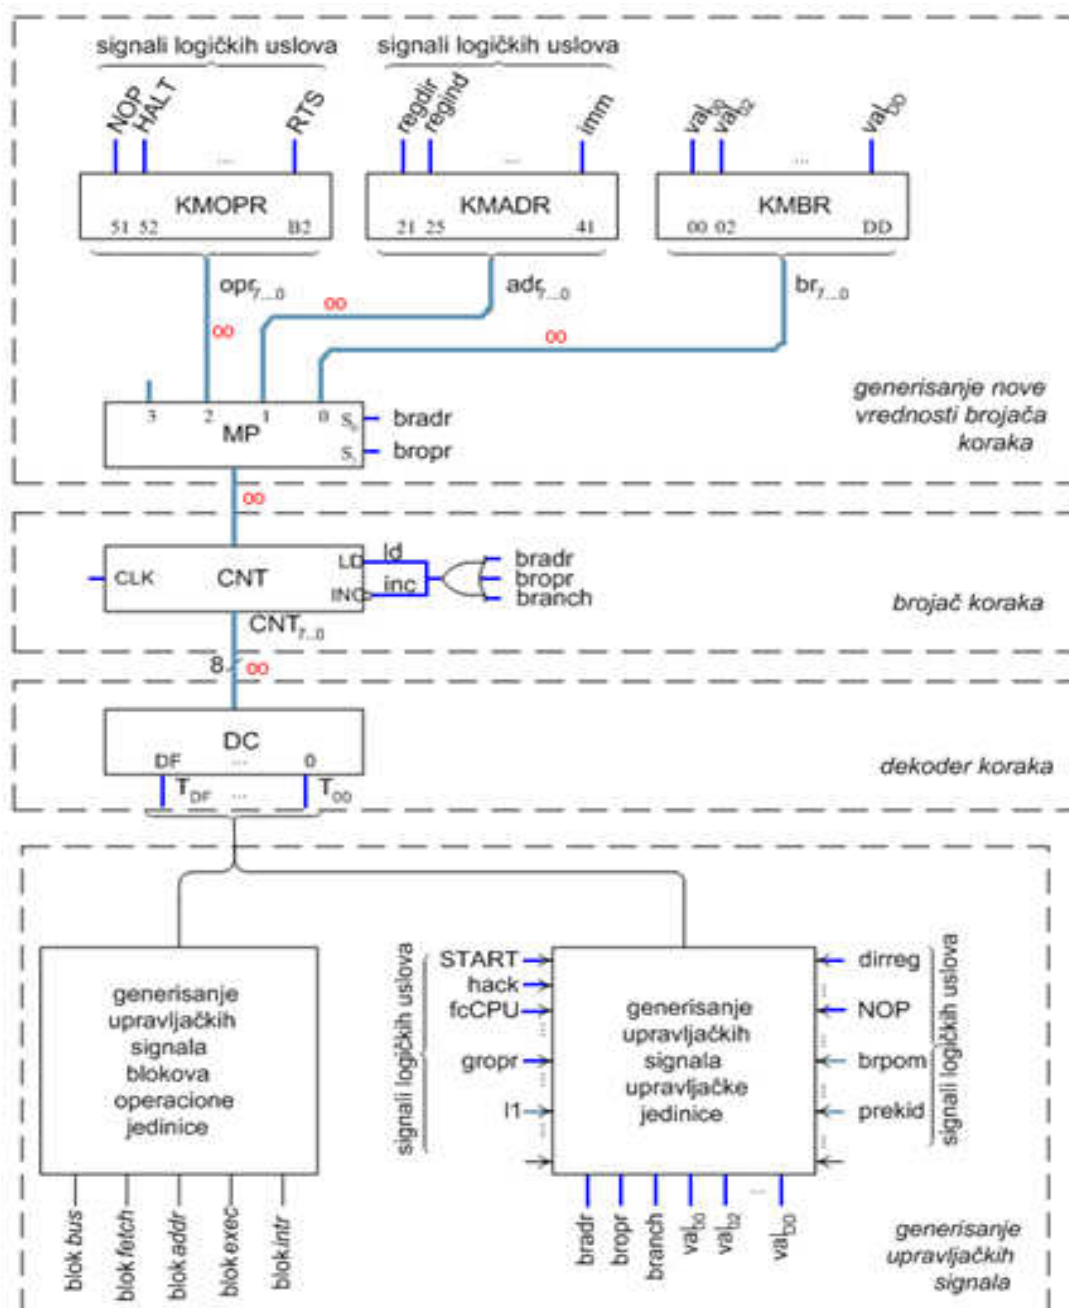 signali logičkih uslova
signali logičkih uslova
NOP
HALT
...
RTS
regdir
regind
...
imm
val00
val02
...
valD0
KMOPR
51 52 B2
KMADR
21 25 41
KMBR
00 02 DD
opr7...0
adr7...0
br7...0
00
00
00
3 2 1 0
MP
S0
S1
bradr
bropr
generisanje nove
vrednosti brojača
koraka
00
CLK
CNT
LD
INC
ld
inc
bradr
bropr
branch
CNT7...0
brojač koraka
8
00
DC
DF ... 0
TDF ... T00
dekoder koraka
generisanje
upravljačkih
signala
blokova
operacione
jedinice
blok bus
blok fetch
blok addr
blok exec
blok intr
signali logičkih uslova
START
hack
fcCPU
...
gropr
...
l1
...
generisanje
upravljačkih
signala
upravljačke
jedinice
dirreg
...
NOP
...
brpom
...
prekid
...
signali logičkih uslova
bradr
bropr
branch
val00
val02
...
valD0
generisanje
upravljačkih
signala